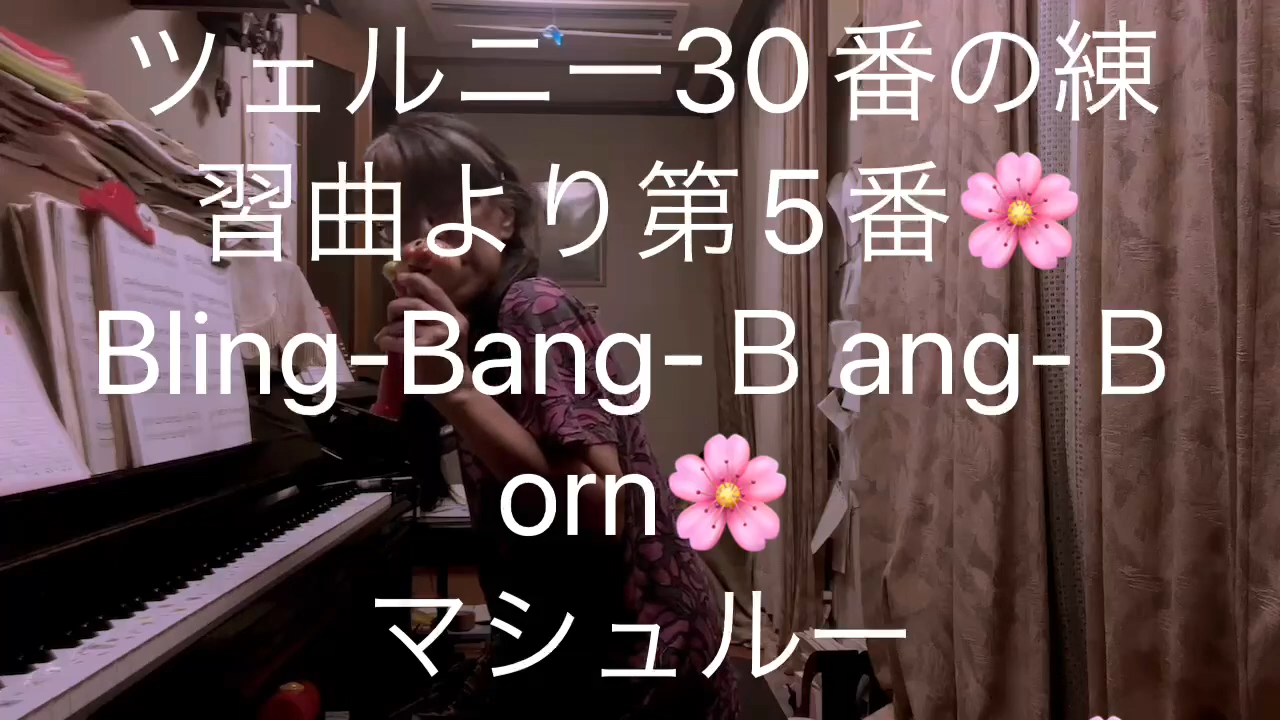 ツェルニー30番の練
習曲より第5番🌸
Bling-Bang-Bang-B
orn🌸
マシュルー